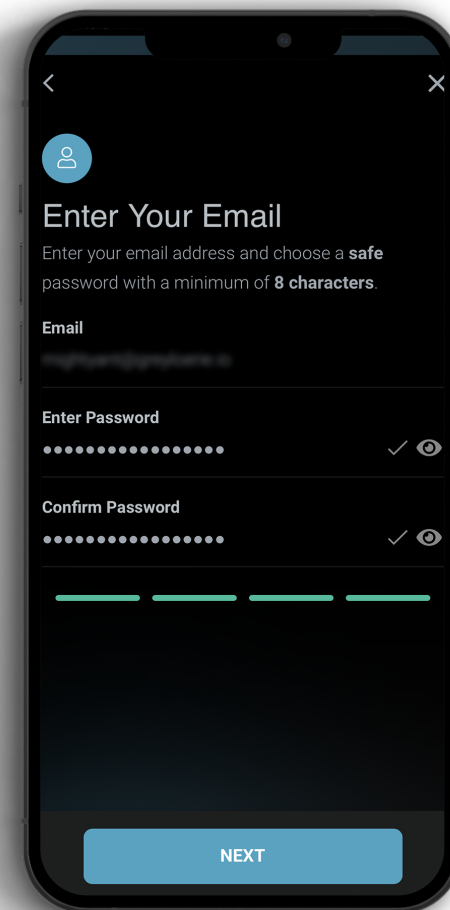 Enter Your Email
Enter your email address and choose a safe
password with a minimum of 8 characters.
Email
Enter Password
•••••••••••••••••
Confirm Password
•••••••••••••••••
NEXT